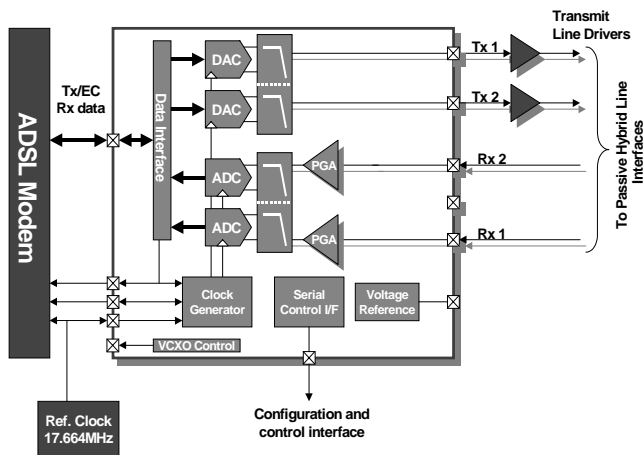 Transmit
Line Drivers
Tx 1
DAC
Tx/EC
Rx data
DAC
Tx 2
ADSL Modem
Data Interface
ADC
PGA
Rx 2
To Passive Hybrid Line
Interfaces
ADC
PGA
Rx 1
Clock
Generator
Serial
Control I/F
Voltage
Reference
VCXO Control
Ref. Clock
17.664MHz
Configuration and
control interface